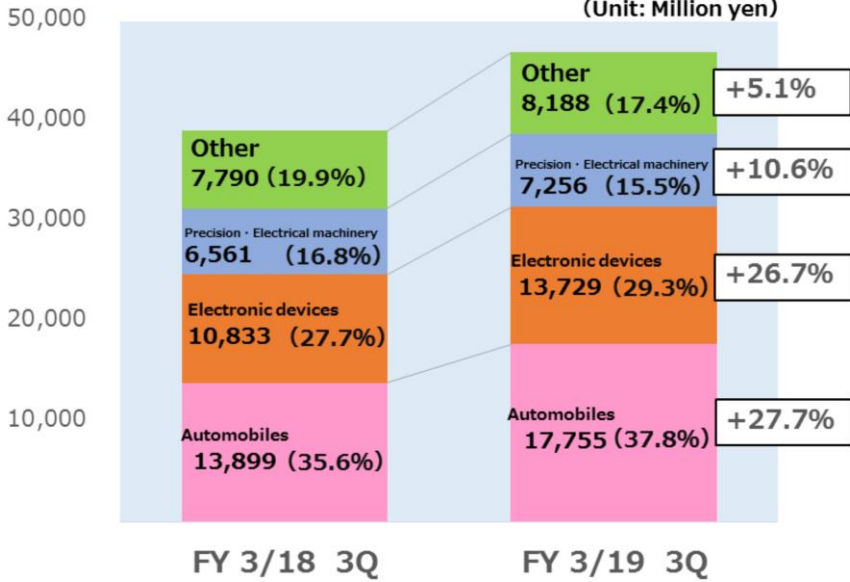 (Unit: Million yen)
50,000
40,000
30,000
20,000
10,000
Other
7,790 (19.9%)
Precision・Electrical machinery
6,561 (16.8%)
Electronic devices
10,833 (27.7%)
Automobiles
13,899 (35.6%)
Other
8,188 (17.4%)
Precision・Electrical machinery
7,256 (15.5%)
Electronic devices
13,729 (29.3%)
Automobiles
17,755 (37.8%)
+5.1%
+10.6%
+26.7%
+27.7%
FY 3/18 3Q
FY 3/19 3Q